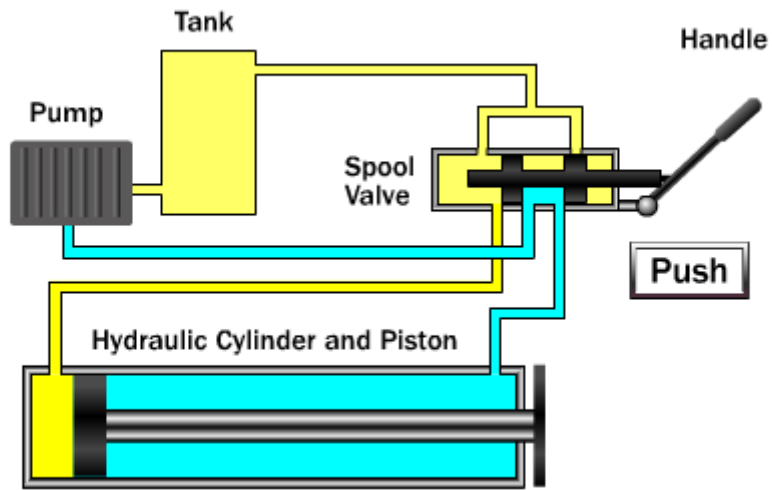 Tank
Handle
Pump
Spool
Valve
Push
Hydraulic Cylinder and Piston